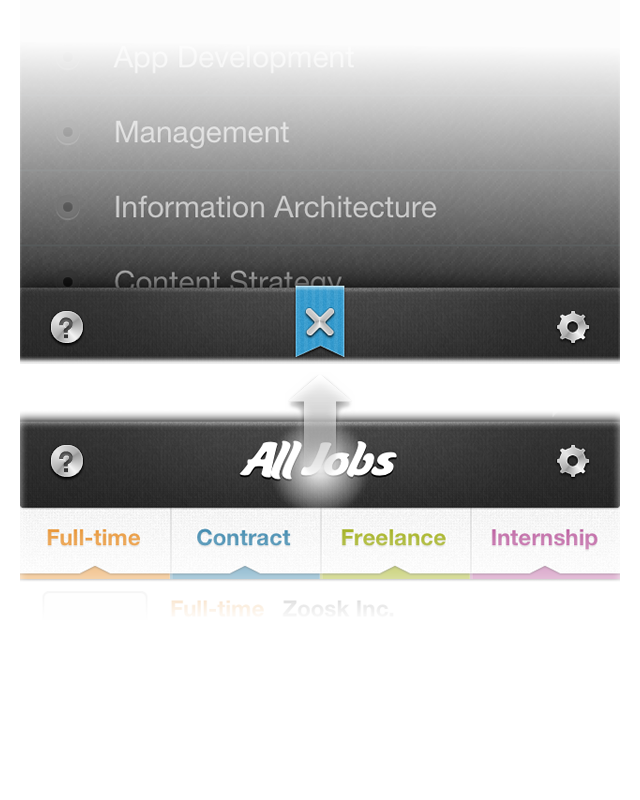 App Development
Management
Information Architecture
Content Strategy
?
?
All Jobs
Full-time Contract Freelance Internship
Full-time Zoosk Inc.